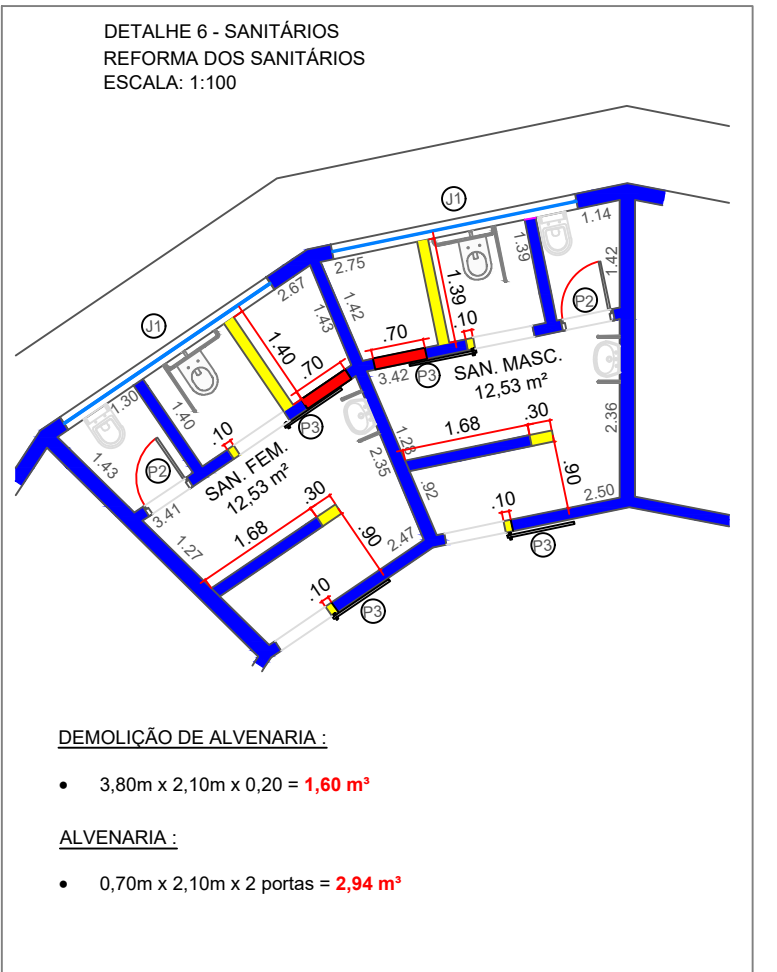 DETALHE 6 - SANITÁRIOS
REFORMA DOS SANITÁRIOS
ESCALA: 1:100
J1
1.14
2.75
2.67
1.39
1.42
1.39
1.42
1.43
P2
J1
.10
.70
1.40
.70
3.42
P3
SAN. MASC.
12,53 m²
1.30
1.40
.10
P3
1.68
.30
2.36
1.43
P2
SAN. FEM.
12,53 m²
1.28
2.35
.92
.90
2.50
3.41
.30
.10
1.27
1.68
.90
2.47
P3
.10
P3
DEMOLIÇÃO DE ALVENARIA :
• 3,80m x 2,10m x 0,20 = 1,60 m³
ALVENARIA :
• 0,70m x 2,10m x 2 portas = 2,94 m³